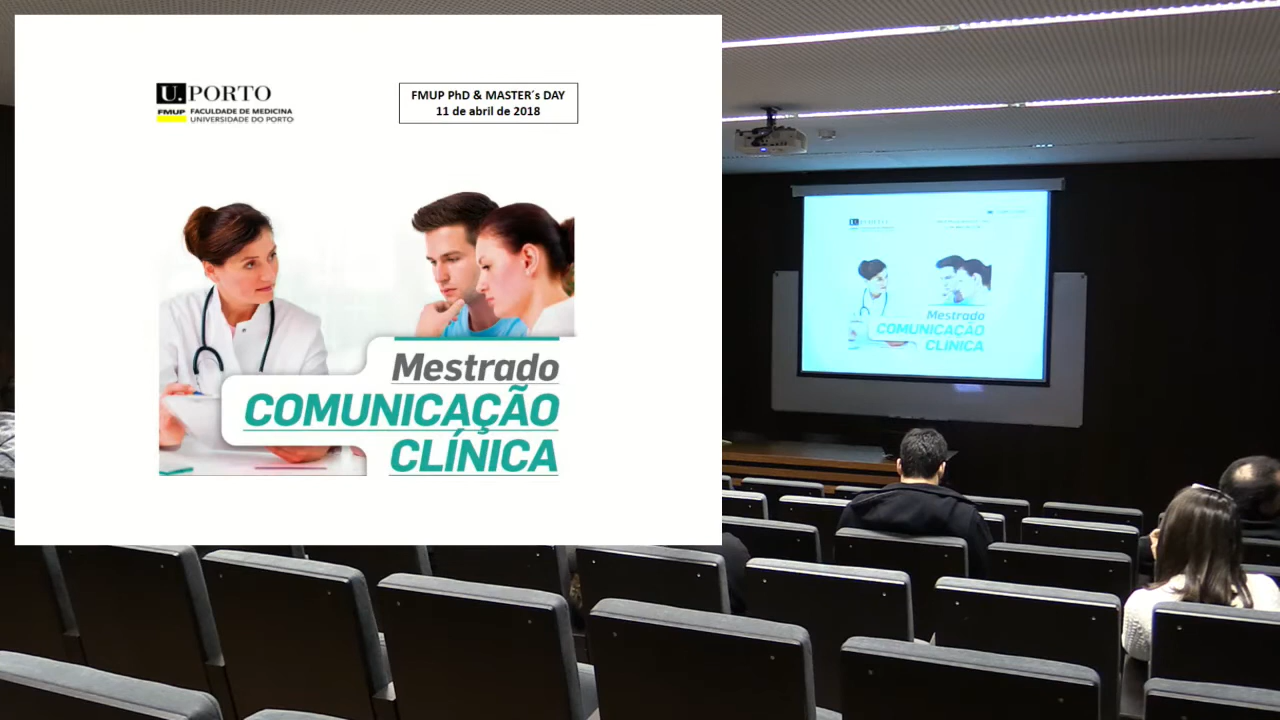 U. PORTO
FMUP FACULDADE DE MEDICINA
UNIVERSIDADE DO PORTO
FMUP PhD & MASTER´s DAY
11 de abril de 2018
Mestrado
COMUNICAÇÃO
CLÍNICA
U. PORTO
Mestrado
COMUNICAÇÃO
CLÍNICA